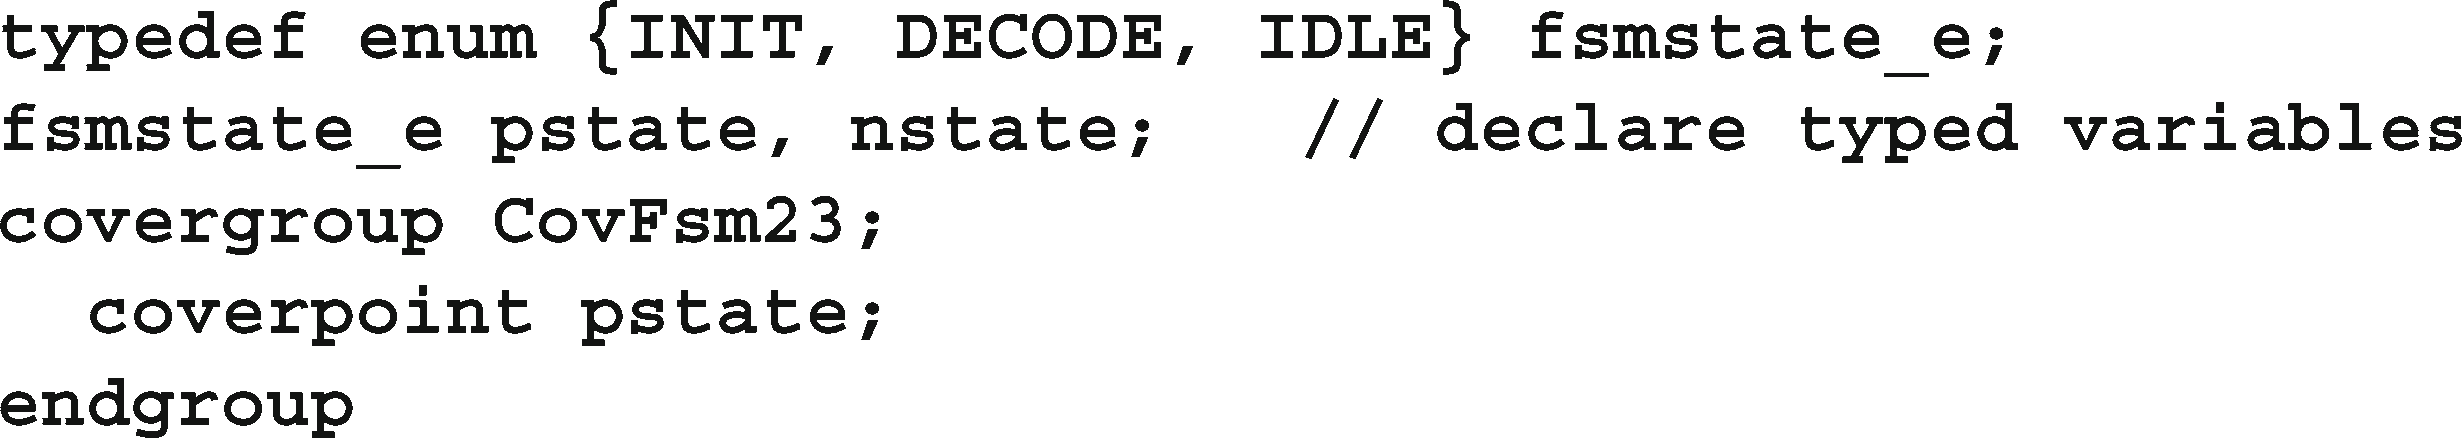 typedef enum {INIT, DECODE, IDLE} fsmstate_e;
fsmstate_e pstate, nstate;   // declare typed variables
covergroup CovFsm23;
  coverpoint pstate;
endgroup